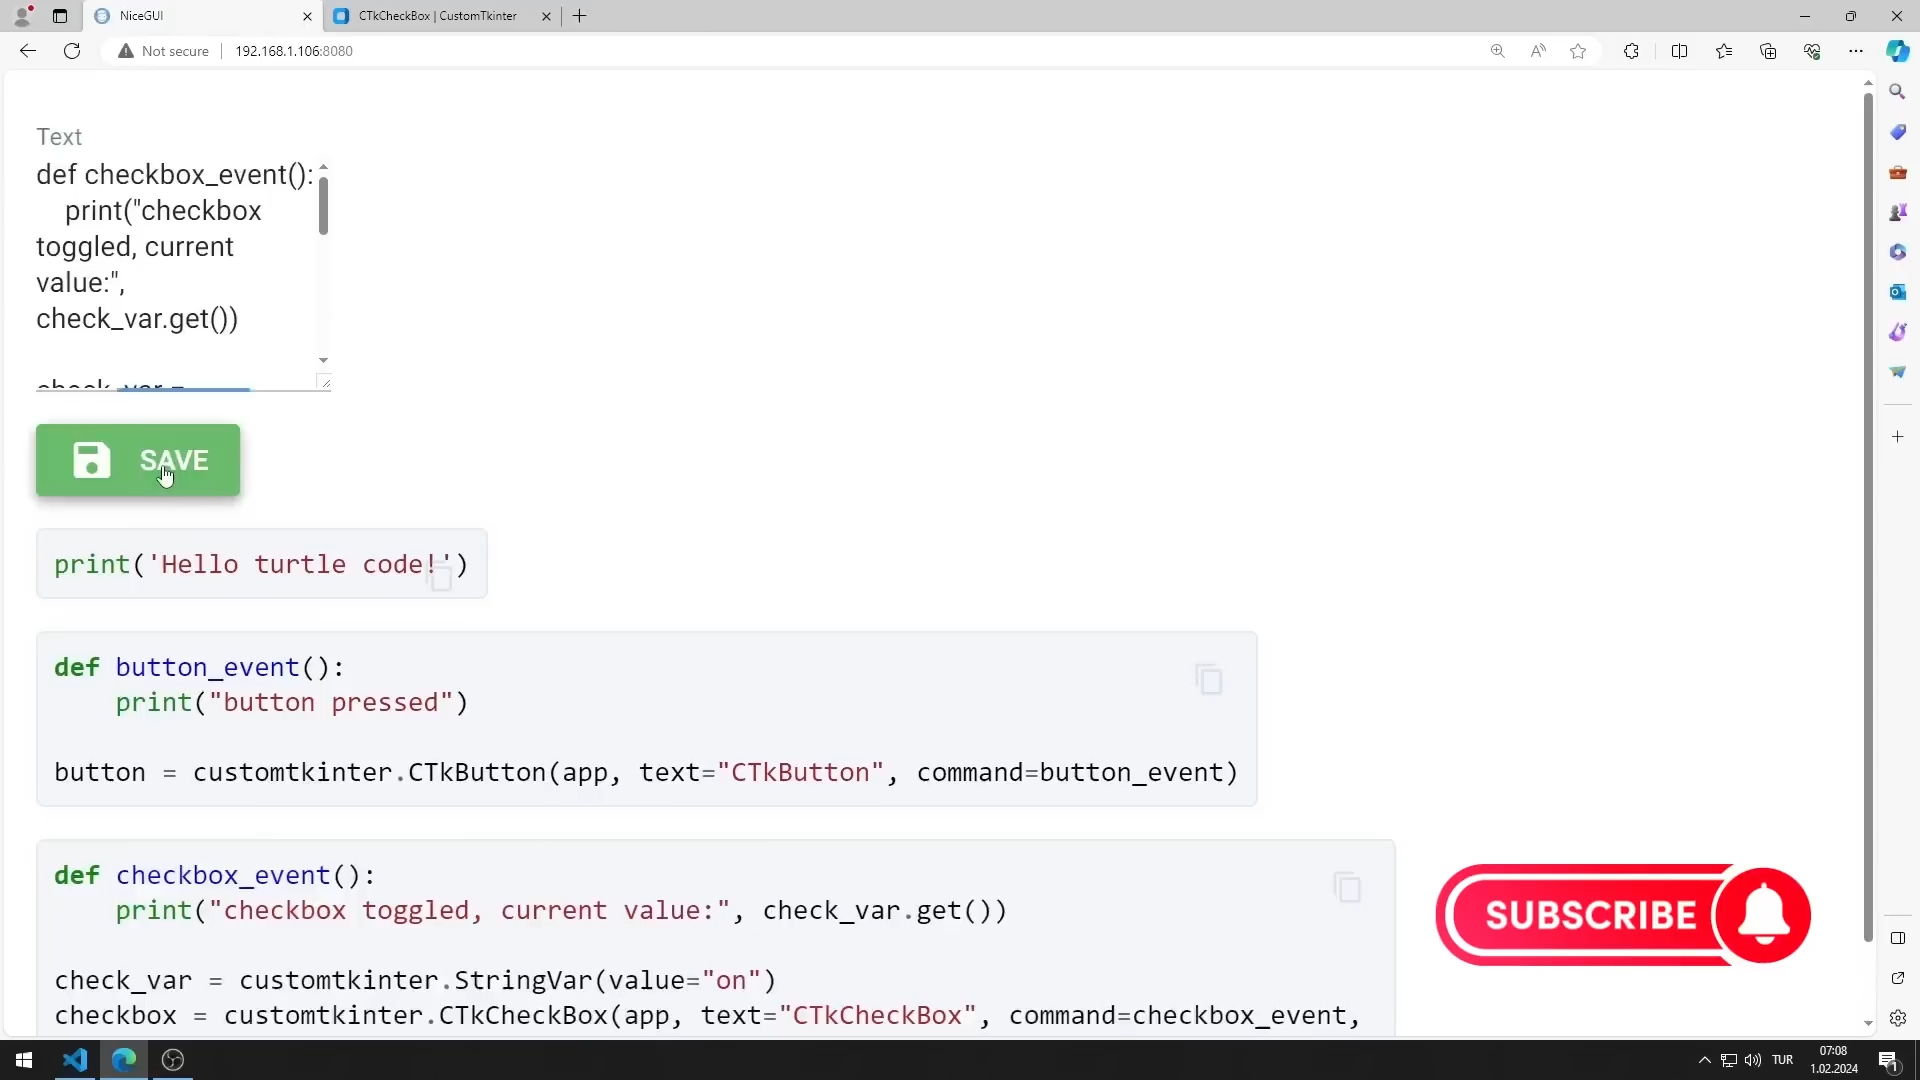 NiceGUI
CTkCheckBox | CustomTkinter
Not secure
192.168.1.106:8080
Text
def checkbox_event():
print("checkbox
toggled, current
value:",
check_var.get())
check_var =
SAVE
print('Hello turtle code!')
def button_event():
print("button pressed")
button = customtkinter.CTkButton(app, text="CTkButton", command=button_event)
def checkbox_event():
print("checkbox toggled, current value:", check_var.get())
check_var = customtkinter.StringVar(value="on")
checkbox = customtkinter.CTkCheckBox(app, text="CTkCheckBox", command=checkbox_event,
SUBSCRIBE
TUR
07:08
1.02.2024
1